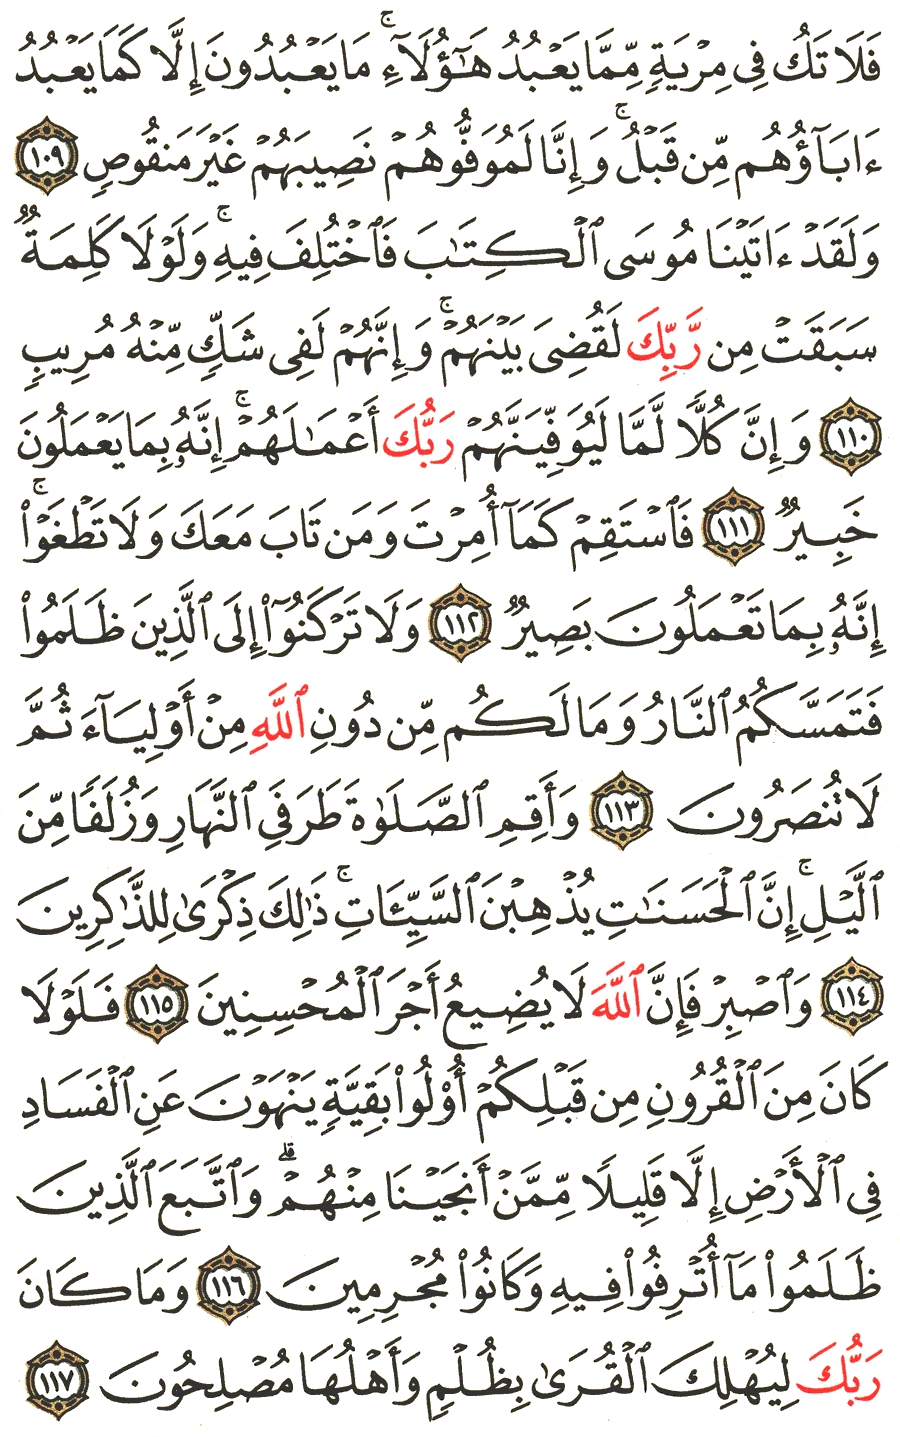 فَلَا تَكُ فِي مِرْيَةٍ مِّمَّا يَعْبُدُ هَـٰٓؤُلَآءِ ۚ مَا يَعْبُدُونَ إِلَّا كَمَا يَعْبُدُ
ءَابَآؤُهُم مِّن قَبْلُ ۚ وَإِنَّا لَمُوَفُّوهُمْ نَصِيبَهُمْ غَيْرَ مَنقُوصٍ ١٠٩
وَلَقَدْ ءَاتَيْنَا مُوسَى ٱلْكِتَـٰبَ فَٱخْتُلِفَ فِيهِ ۚ وَلَوْلَا كَلِمَةٌ
سَبَقَتْ مِن رَّبِّكَ لَقُضِىَ بَيْنَهُمْ ۚ وَإِنَّهُمْ لَفِى شَكٍّ مِّنْهُ مُرِيبٍ
١١٠ وَإِنَّ كُلًّا لَّمَّا لَيُوَفِّيَنَّهُمْ رَبُّكَ أَعْمَـٰلَهُمْ ۚ إِنَّهُۥ بِمَا يَعْمَلُونَ
خَبِيرٌ ١١١ فَٱسْتَقِمْ كَمَآ أُمِرْتَ وَمَن تَابَ مَعَكَ وَلَا تَطْغَوْا۟ ۚ
إِنَّهُۥ بِمَا تَعْمَلُونَ بَصِيرٌ ١١٢ وَلَا تَرْكَنُوٓا۟ إِلَى ٱلَّذِينَ ظَلَمُوا۟
فَتَمَسَّكُمُ ٱلنَّارُ وَمَا لَكُم مِّن دُونِ ٱللَّهِ مِنْ أَوْلِيَآءَ ثُمَّ
لَا تُنصَرُونَ ١١٣ وَأَقِمِ ٱلصَّلَوٰةَ طَرَفَىِ ٱلنَّهَارِ وَزُلَفًا مِّنَ
ٱلَّيْلِ ۚ إِنَّ ٱلْحَسَنَـٰتِ يُذْهِبْنَ ٱلسَّيِّـَٔاتِ ۚ ذَٰلِكَ ذِكْرَىٰ لِلذَّٰكِرِينَ
١١٤ وَٱصْبِرْ فَإِنَّ ٱللَّهَ لَا يُضِيعُ أَجْرَ ٱلْمُحْسِنِينَ ١١٥ فَلَوْلَا
كَانَ مِنَ ٱلْقُرُونِ مِن قَبْلِكُمْ أُو۟لُوا۟ بَقِيَّةٍ يَنْهَوْنَ عَنِ ٱلْفَسَادِ
فِى ٱلْأَرْضِ إِلَّا قَلِيلًا مِّمَّنْ أَنجَيْنَا مِنْهُمْ ۗ وَٱتَّبَعَ ٱلَّذِينَ
ظَلَمُوا۟ مَآ أُتْرِفُوا۟ فِيهِ وَكَانُوا۟ مُجْرِمِينَ ١١٦ وَمَا كَانَ
رَبُّكَ لِيُهْلِكَ ٱلْقُرَىٰ بِظُلْمٍ وَأَهْلُهَا مُصْلِحُونَ ١١٧